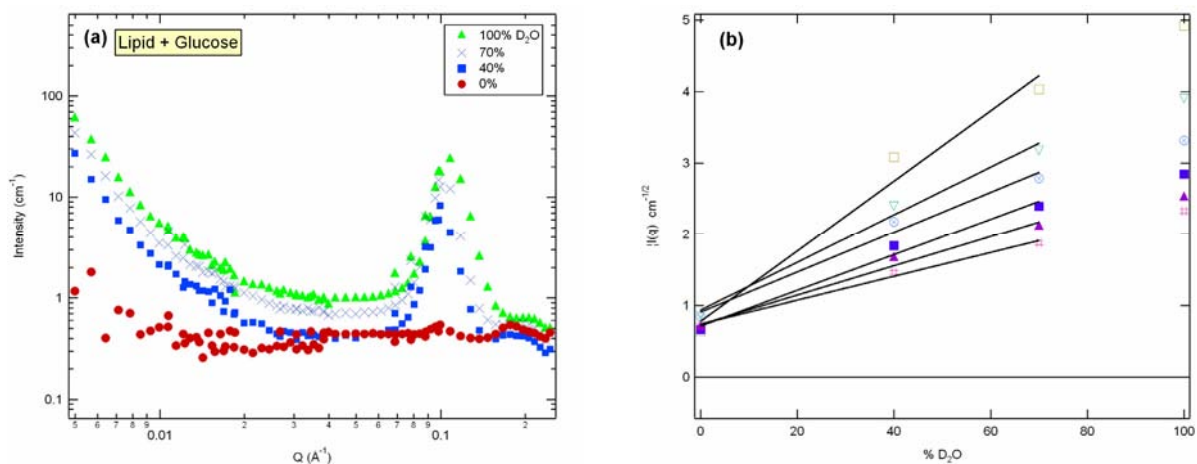 (a) Lipid + Glucose
100% D₂O
70%
40%
0%
100
10
1
0.1
Intensity (cm⁻¹)
5 6 7 8 9 0.01 2 3 4 5 6 7 8 9 0.1 2
Q (A⁻¹)
(b)
5
4
3
2
1
0
|I(q) cm⁻¹ᐟ²
0 20 40 60 80 100
% D₂O